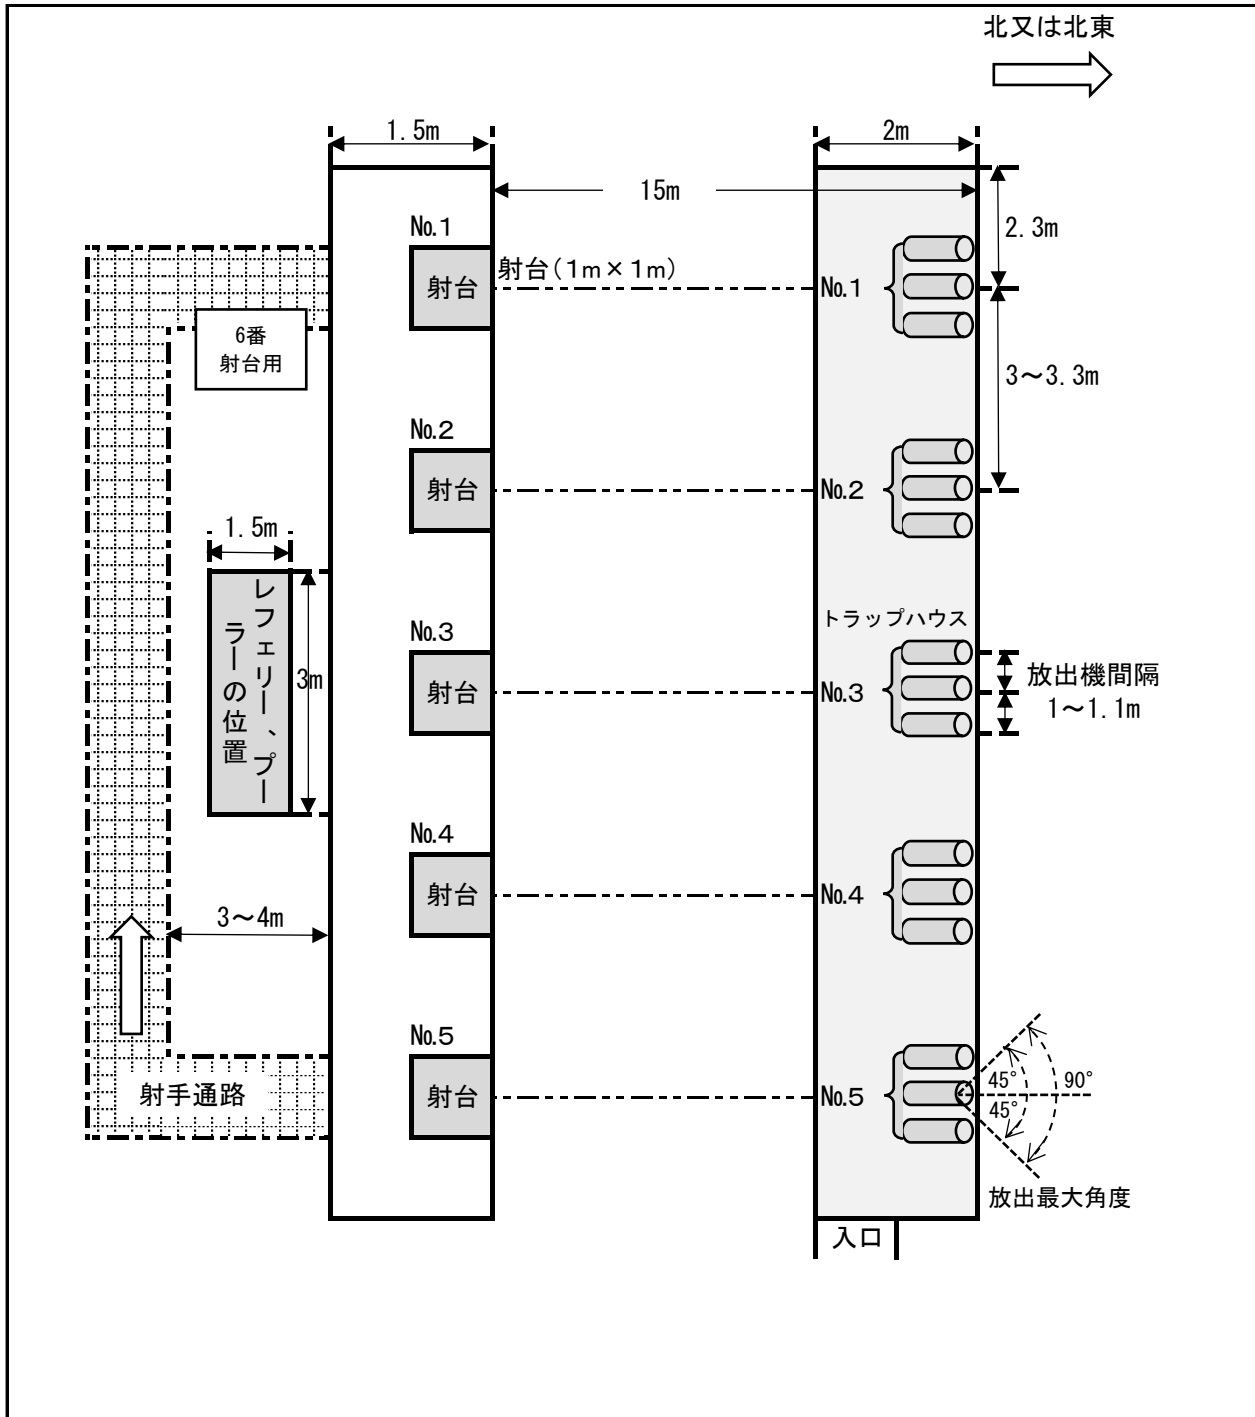 北又は北東
1.5m
2m
15m
2.3m
No.1
射台
射台(1m×1m)
No.1
6番
射台用
3～3.3m
No.2
射台
No.2
1.5m
レフェリー、プー
ラーの位置
3m
トラップハウス
No.3
射台
No.3
放出機間隔
1～1.1m
No.4
射台
No.4
3～4m
No.5
射台
No.5
45°
45°
90°
射手通路
放出最大角度
入口